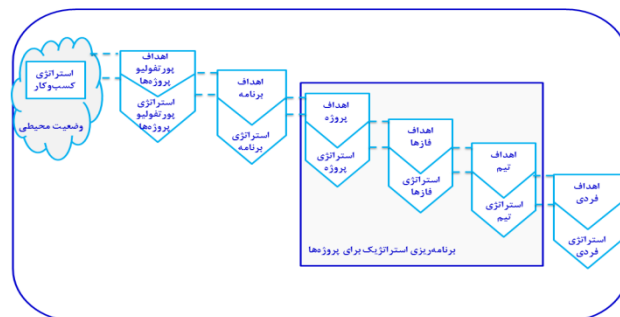 استراتژی
کسب‌وکار
وضعیت محیطی
اهداف
پورتفولیو
پروژه‌ها
استراتژی
پورتفولیو
پروژه‌ها
اهداف
برنامه
استراتژی
برنامه
اهداف
پروژه
استراتژی
پروژه
اهداف
فازها
استراتژی
فازها
اهداف
تیم
استراتژی
تیم
اهداف
فردی
استراتژی
فردی
برنامه‌ریزی استراتژیک برای پروژه‌ها